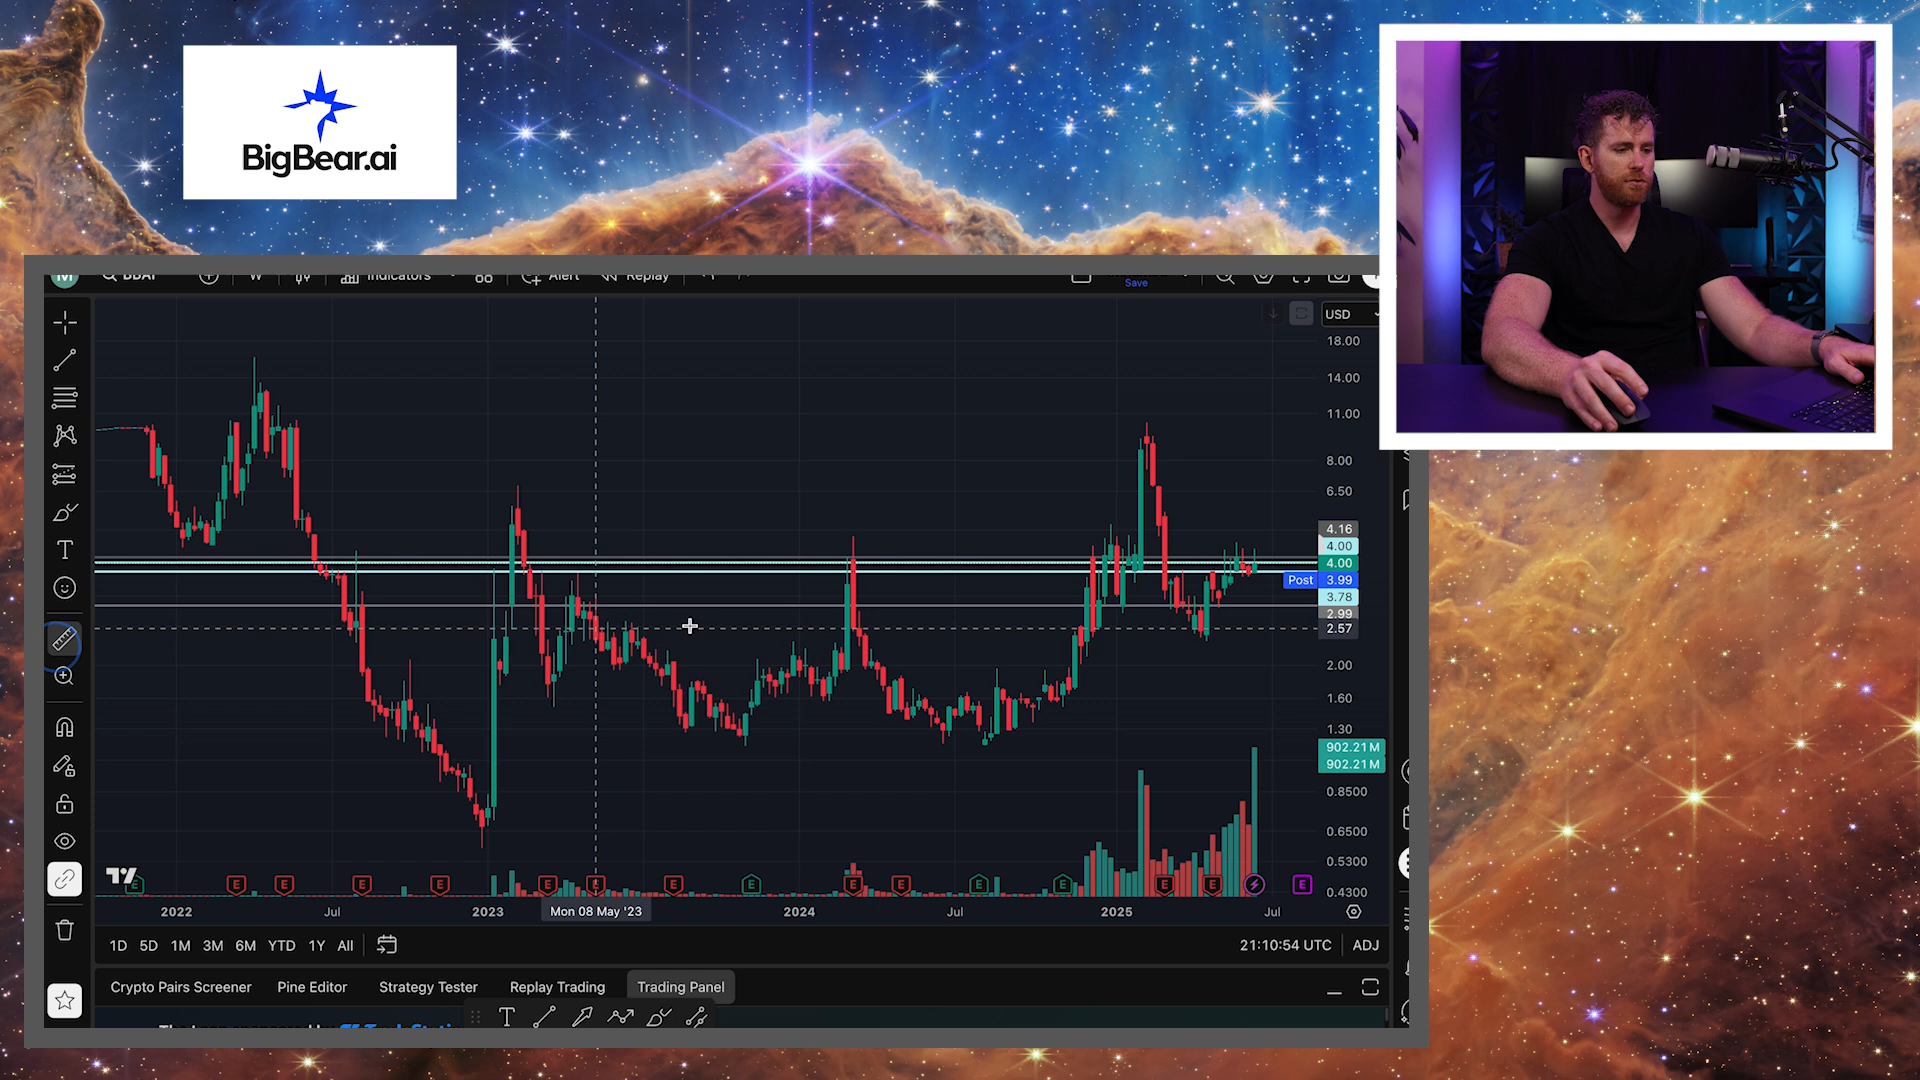 BigBear.ai
M BBAI W Indicators Alert Replay
Save
USD
18.00
14.00
11.00
8.00
6.50
4.16
4.00
4.00
Post 3.99
3.78
2.99
2.57
2.00
1.60
1.30
902.21 M
902.21 M
0.8500
0.6500
0.5300
0.4300
E E E E E E E E E E E E E E E E
2022 Jul 2023 Mon 08 May '23 2024 Jul 2025 Jul
1D 5D 1M 3M 6M YTD 1Y All 21:10:54 UTC ADJ
Crypto Pairs Screener Pine Editor Strategy Tester Replay Trading Trading Panel